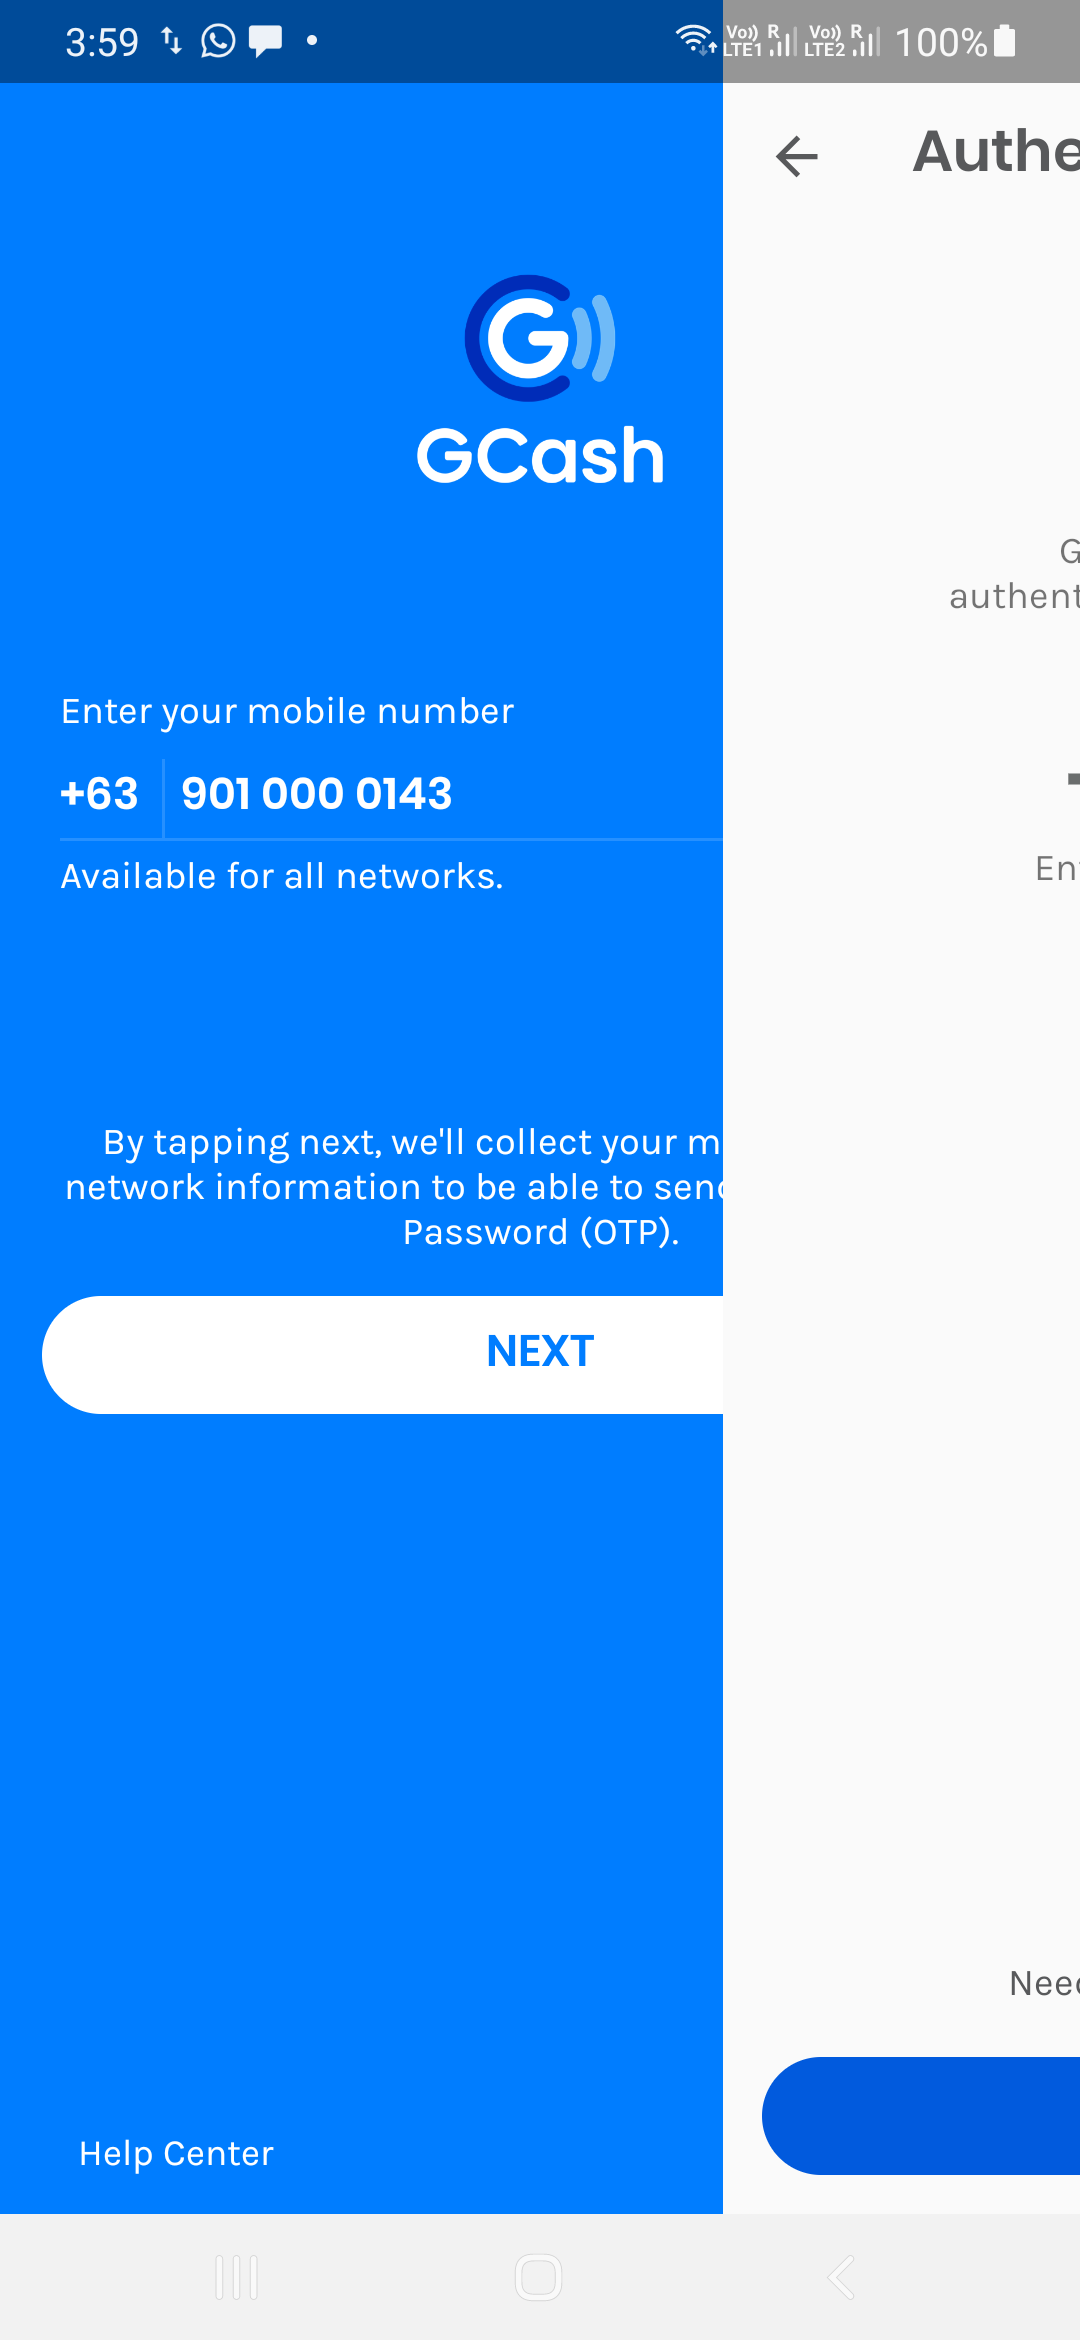 3:59 Vo)) LTE1 R Vo)) LTE2 R 100%
Authe
GCash
G
authent
Enter your mobile number
+63 901 000 0143
Available for all networks.
En
By tapping next, we'll collect your m
network information to be able to send
Password (OTP).
NEXT
Need
Help Center